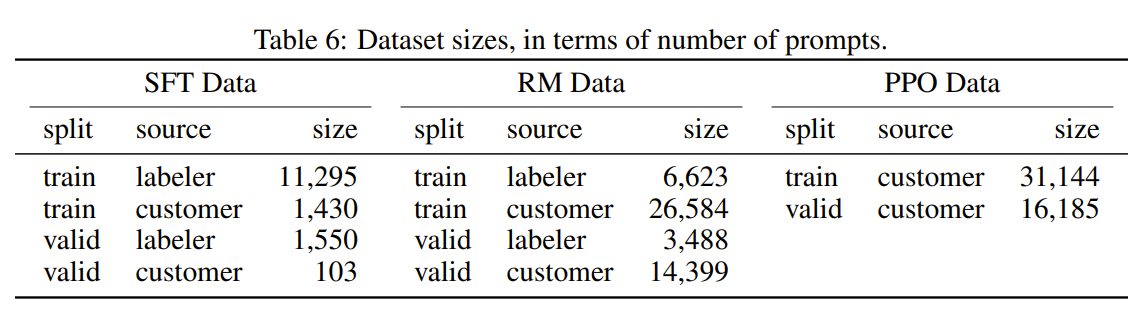 Table 6: Dataset sizes, in terms of number of prompts.
SFT Data RM Data PPO Data
split source size split source size split source size
train labeler 11,295 train labeler 6,623 train customer 31,144
train customer 1,430 train customer 26,584 valid customer 16,185
valid labeler 1,550 valid labeler 3,488
valid customer 103 valid customer 14,399